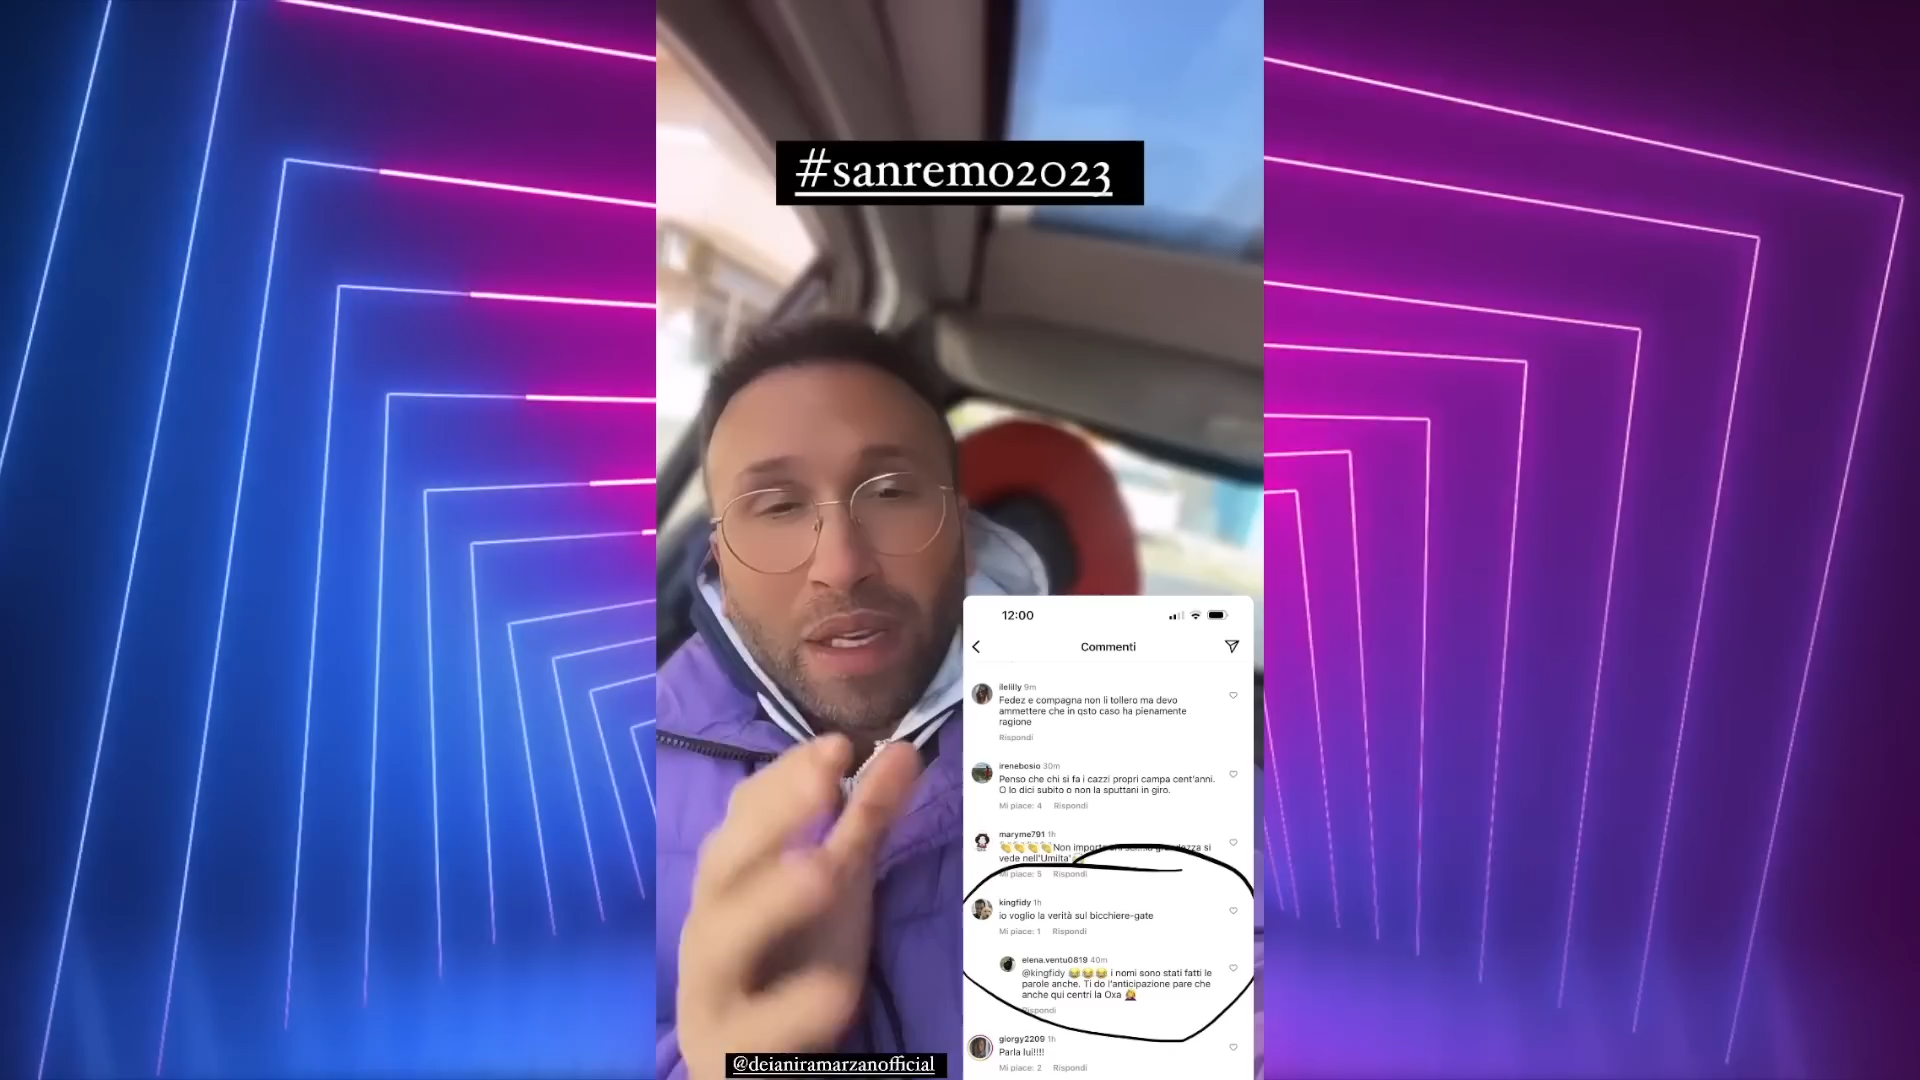 #sanremo2023
12:00
Commenti
ilelilly 9m
Fedez e compagna non li tollero ma devo
ammettere che in qsto caso ha pienamente
ragione
Rispondi
irenebosio 30m
Penso che chi si fa i cazzi propri campa cent'anni.
O lo dici subito o non la sputtani in giro.
Mi piace: 4 Rispondi
maryme791 1h
👏👏👏👏Non si
vede nell'Umilta'
Mi piace: 5 Rispondi
kingfidy 1h
io voglio la verità sul bicchiere-gate
Mi piace: 1 Rispondi
elena.ventu0819 40m
@kingfidy 😂😂😂 i nomi sono stati fatti le
parole anche. Ti do l'anticipazione pare che
anche qui centri la Oxa 🤦
Rispondi
giorgy2209 1h
Parla lui!!!!
Mi piace: 2 Rispondi
@deianiramarzanofficial